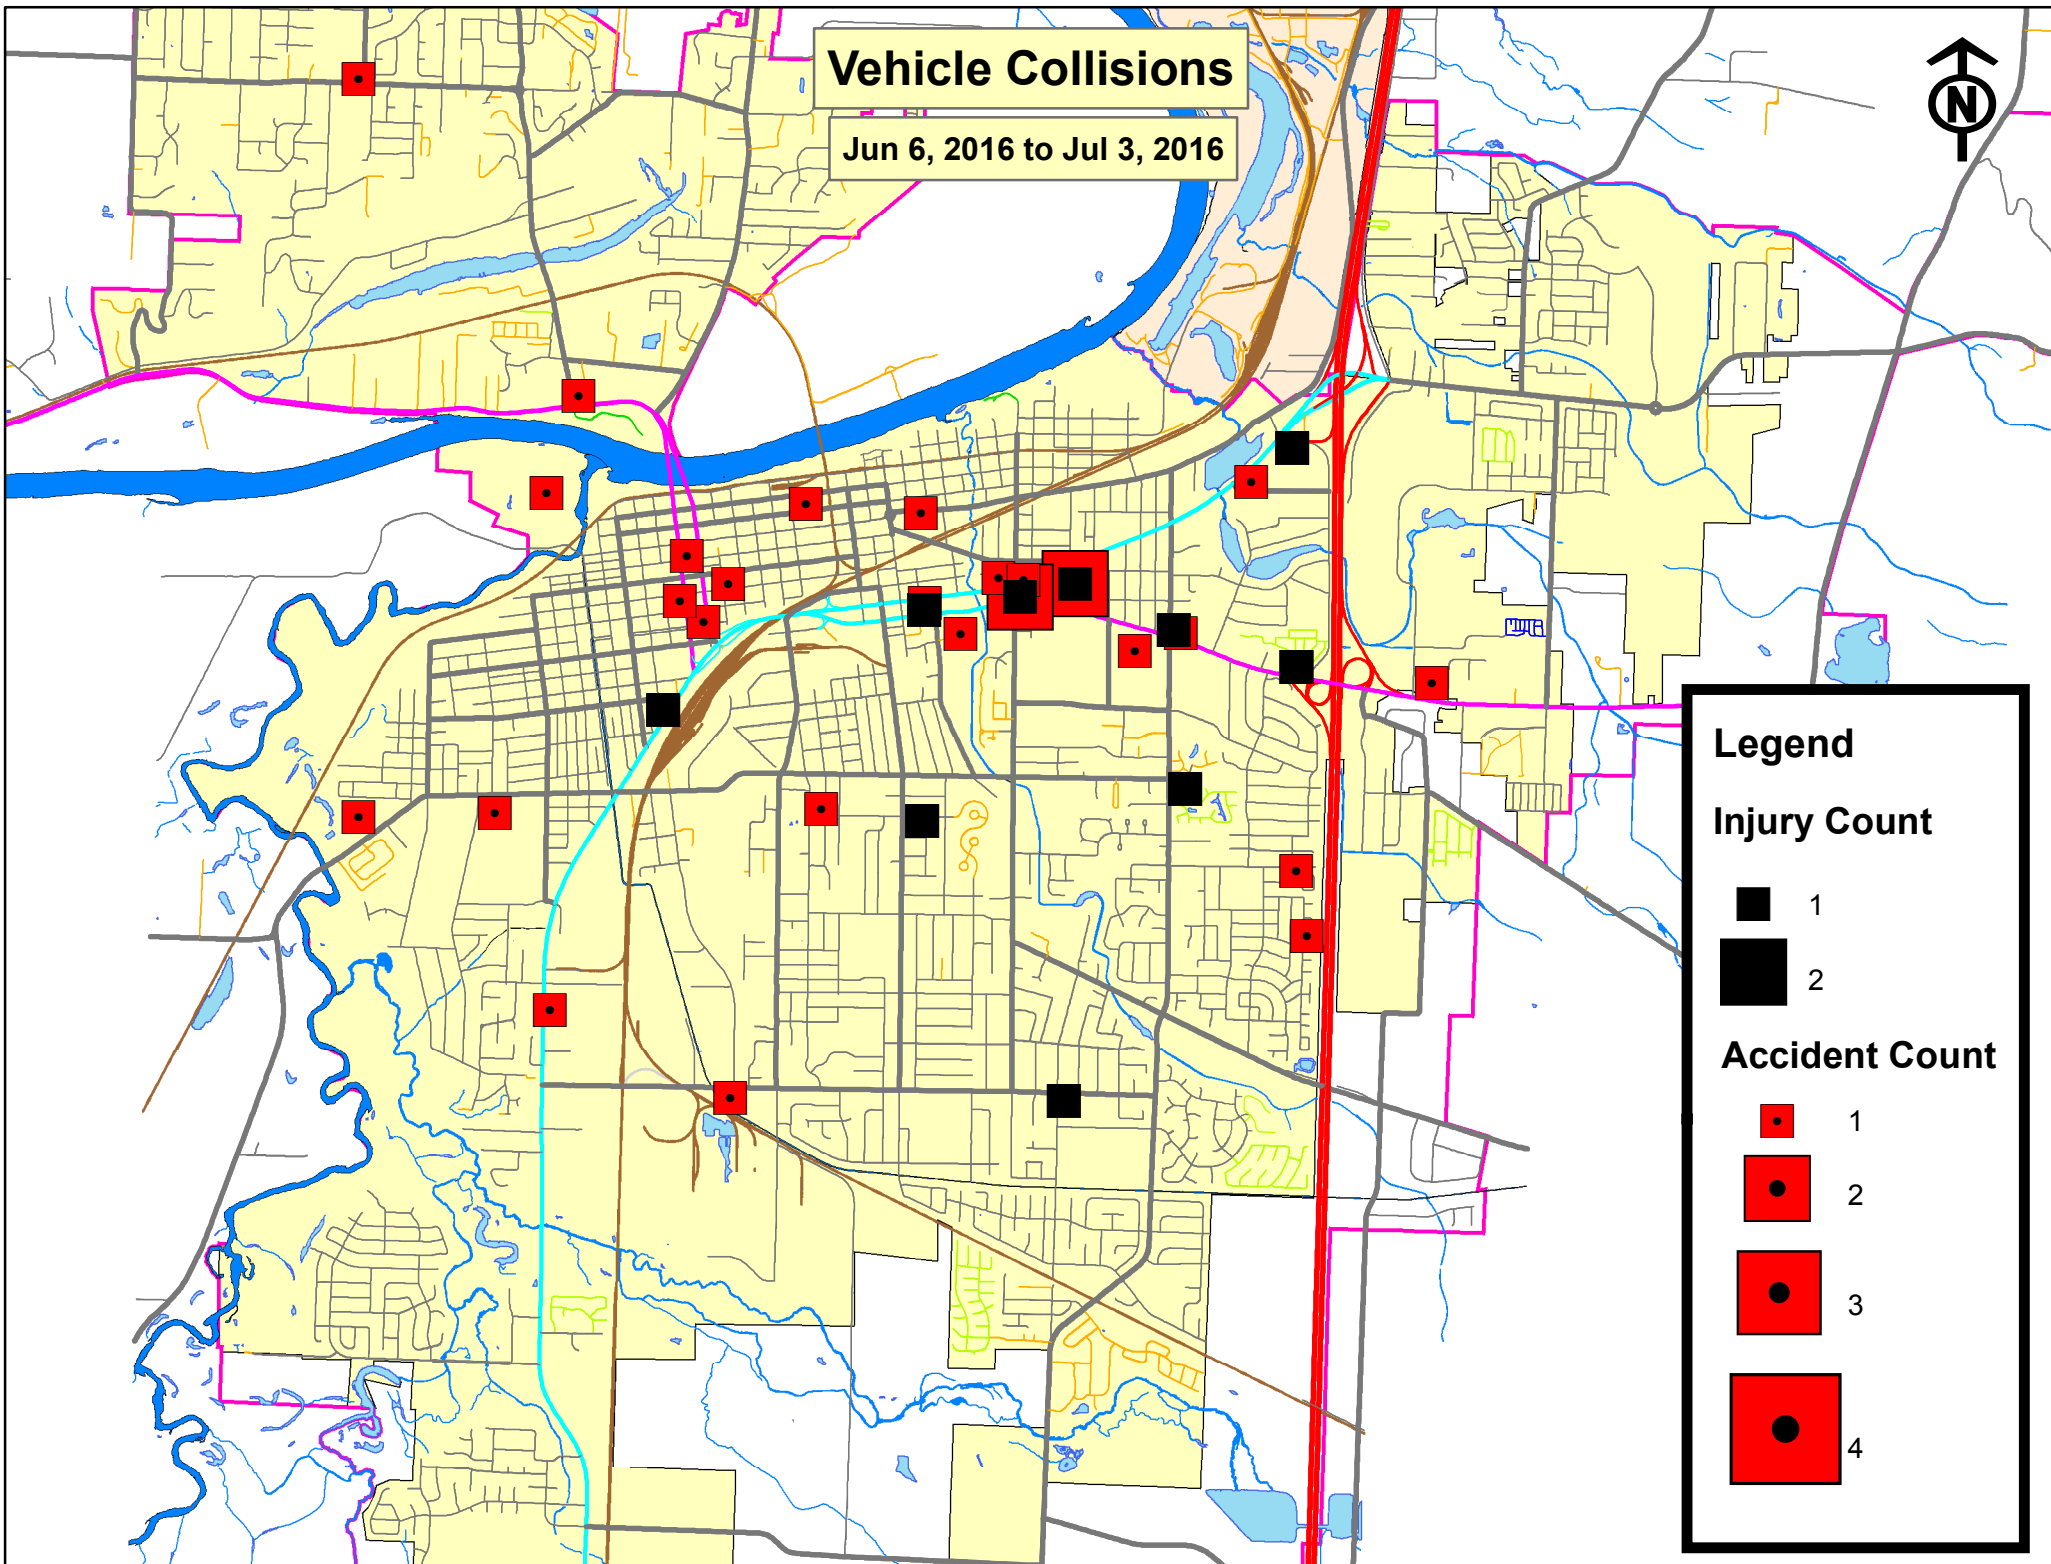 Vehicle Collisions
Jun 6, 2016 to Jul 3, 2016
N
Legend
Injury Count
1
2
Accident Count
1
2
3
4